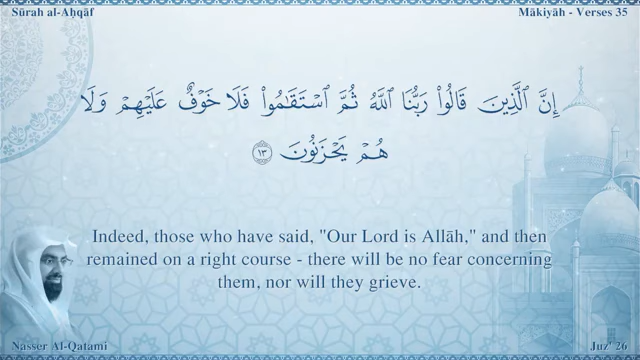 Sūrah al-Aḥqāf
Mākiyāh - Verses 35
إِنَّ ٱلَّذِينَ قَالُوا۟ رَبُّنَا ٱللَّهُ ثُمَّ ٱسْتَقَـٰمُوا۟ فَلَا خَوْفٌ عَلَيْهِمْ وَلَا
هُمْ يَحْزَنُونَ ١٣
Indeed, those who have said, "Our Lord is Allāh," and then
remained on a right course - there will be no fear concerning
them, nor will they grieve.
Nasser Al-Qatami
Juz' 26